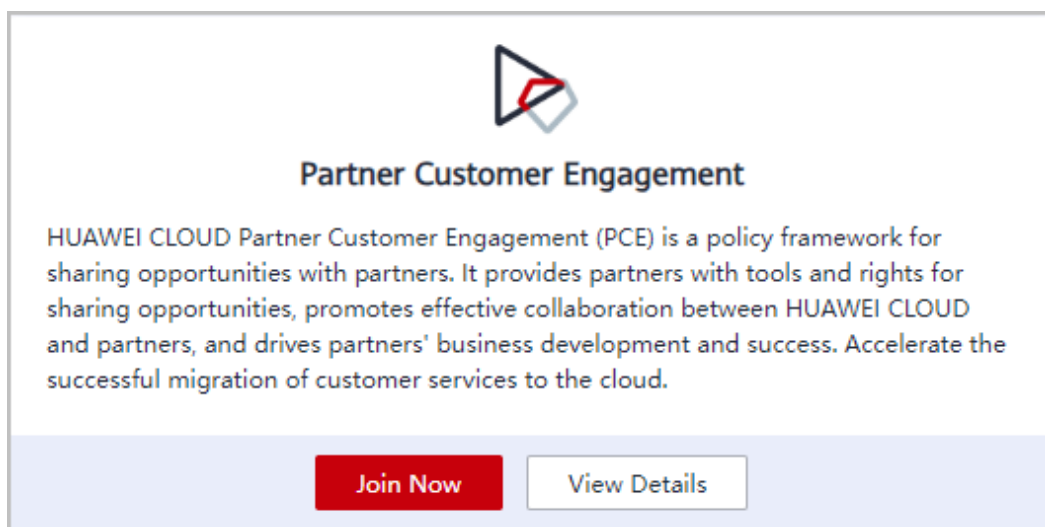 Partner Customer Engagement
HUAWEI CLOUD Partner Customer Engagement (PCE) is a policy framework for
sharing opportunities with partners. It provides partners with tools and rights for
sharing opportunities, promotes effective collaboration between HUAWEI CLOUD
and partners, and drives partners' business development and success. Accelerate the
successful migration of customer services to the cloud.
Join Now
View Details